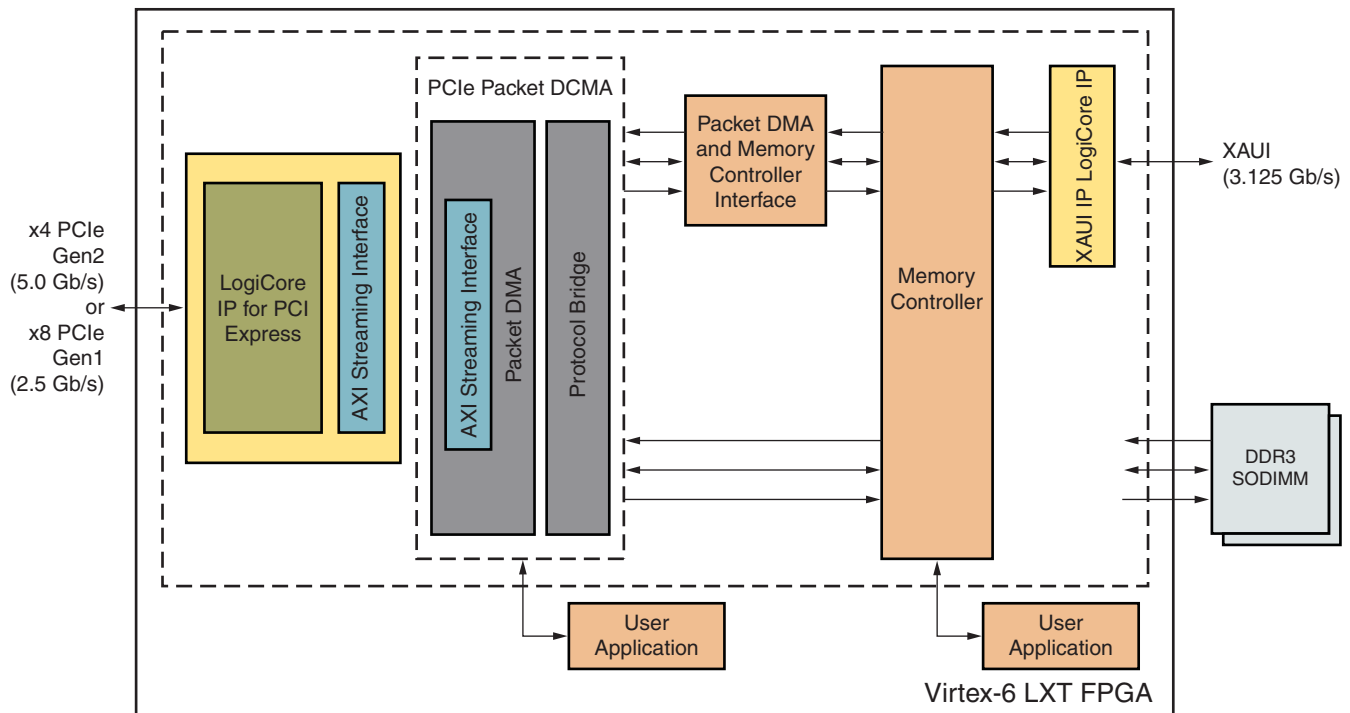 x4 PCIe
Gen2
(5.0 Gb/s)
or
x8 PCIe
Gen1
(2.5 Gb/s)
LogiCore
IP for PCI
Express
AXI Streaming Interface
PCIe Packet DCMA
AXI Streaming Interface
Packet DMA
Protocol Bridge
Packet DMA
and Memory
Controller
Interface
Memory
Controller
XAUI IP LogiCore IP
XAUI
(3.125 Gb/s)
DDR3
SODIMM
User
Application
User
Application
Virtex-6 LXT FPGA